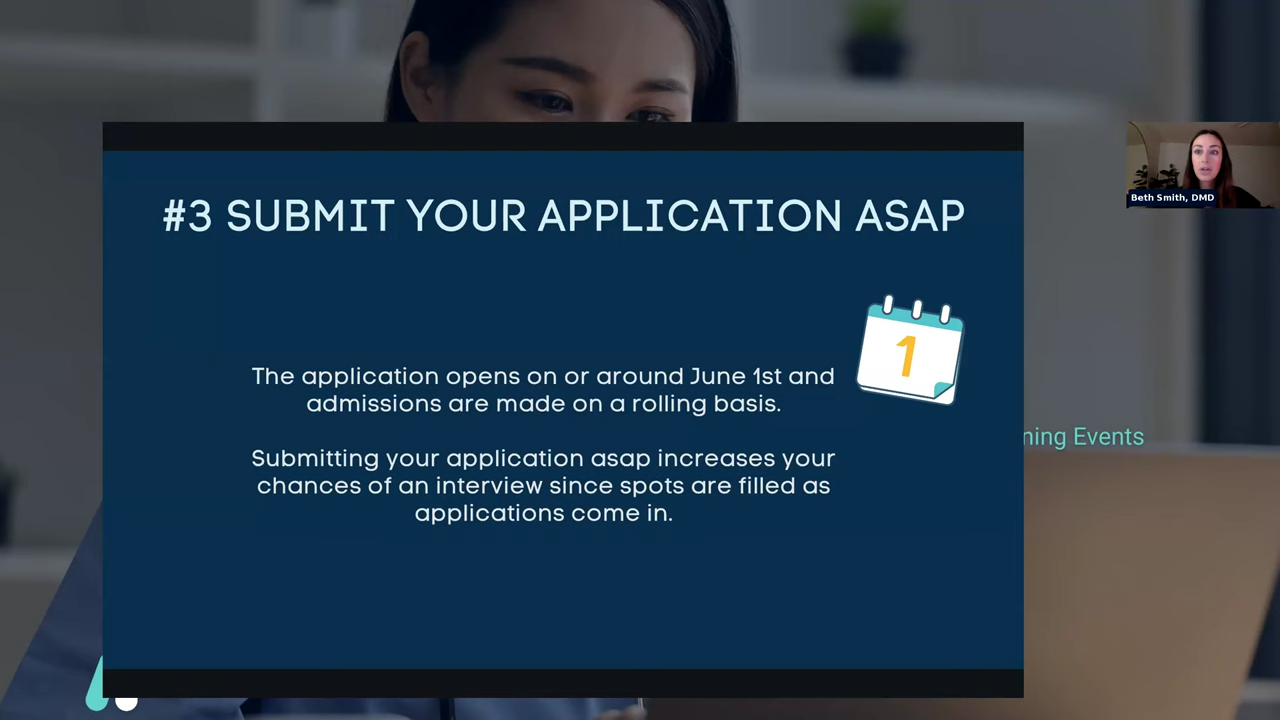 #3 SUBMIT YOUR APPLICATION ASAP
1
The application opens on or around June 1st and
admissions are made on a rolling basis.
Submitting your application asap increases your
chances of an interview since spots are filled as
applications come in.
Beth Smith, DMD
ning Events